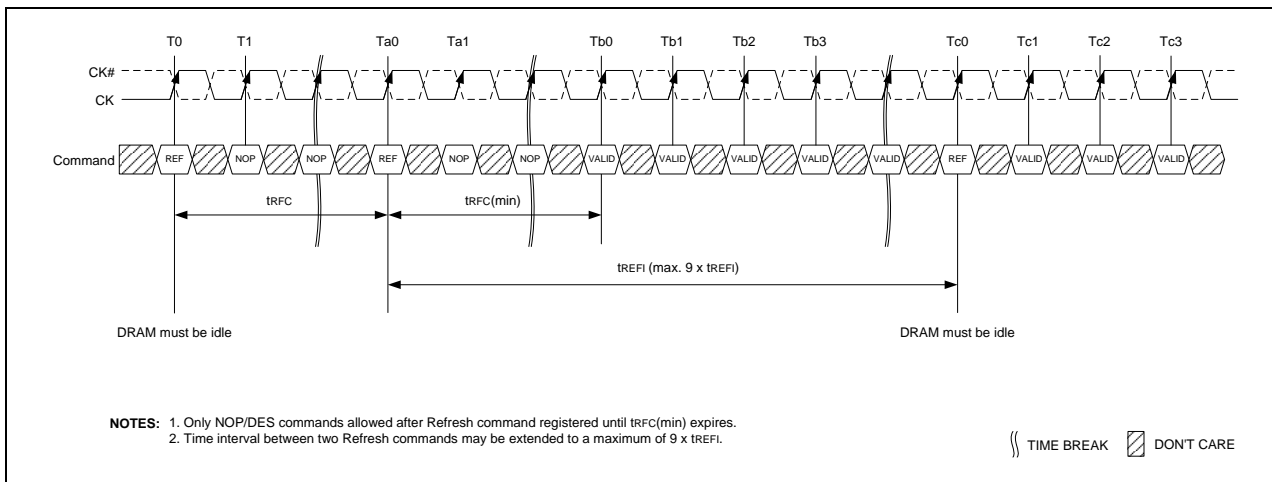 T0 T1 Ta0 Ta1 Tb0 Tb1 Tb2 Tb3 Tc0 Tc1 Tc2 Tc3
CK#
CK
Command REF NOP NOP REF NOP NOP VALID VALID VALID VALID VALID REF VALID VALID VALID
tRFC tRFC(min)
tREFI (max. 9 x tREFI)
DRAM must be idle DRAM must be idle
NOTES: 1. Only NOP/DES commands allowed after Refresh command registered until tRFC(min) expires.
2. Time interval between two Refresh commands may be extended to a maximum of 9 x tREFI.
TIME BREAK DON'T CARE